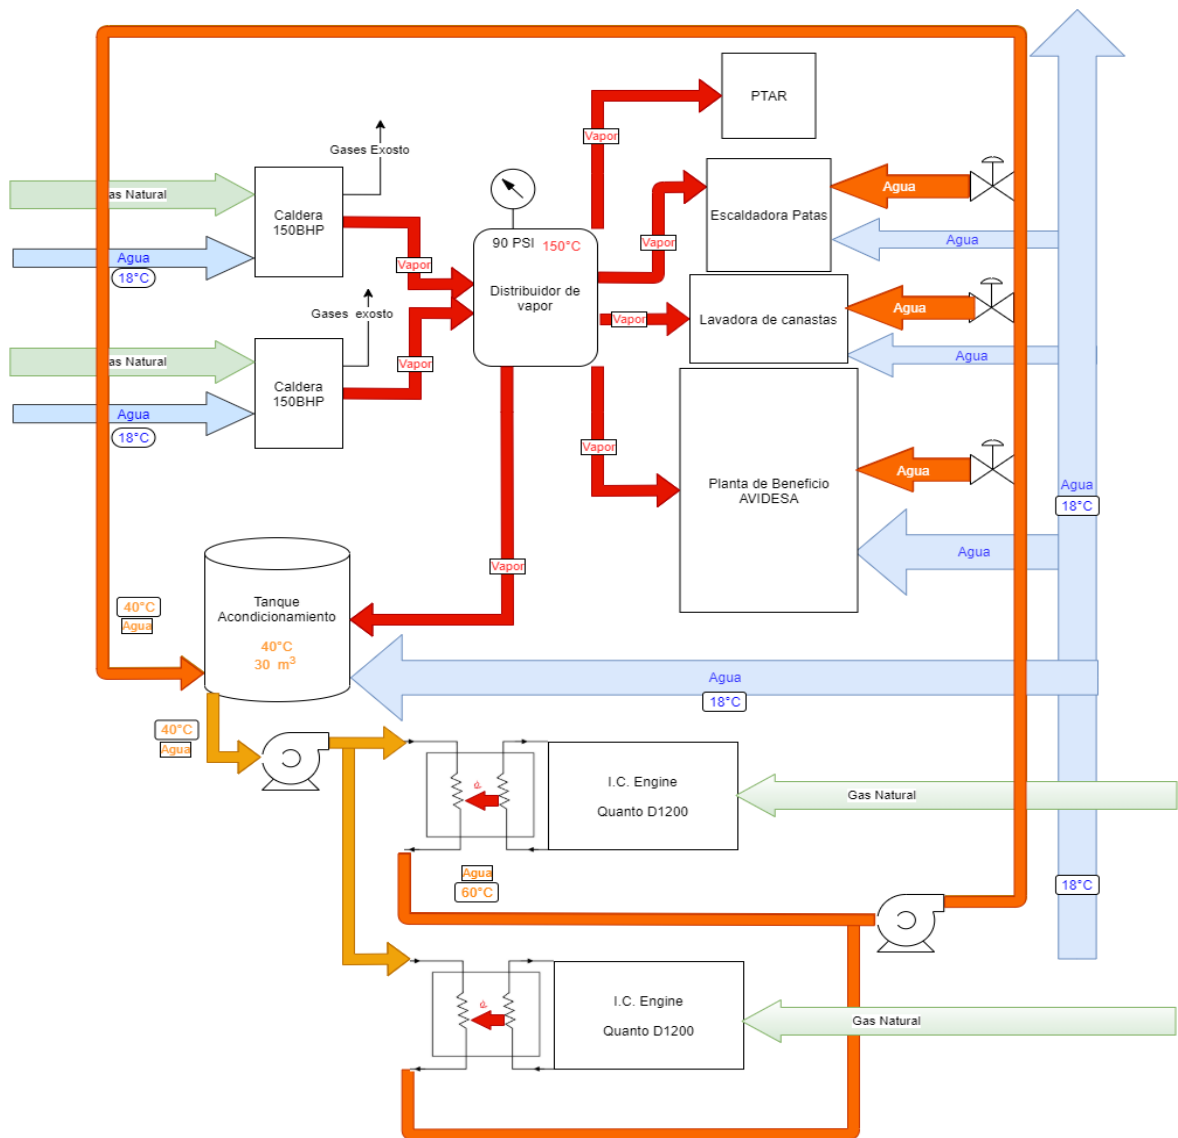 PTAR
Vapor
Gases Exosto
as Natural
Caldera
150BHP
Agua
18°C
Vapor
90 PSI 150°C
Distribuidor de
vapor
Vapor
Escaldadora Patas
Agua
Agua
Gases exosto
as Natural
Caldera
150BHP
Agua
18°C
Vapor
Vapor
Lavadora de canastas
Agua
Agua
Vapor
Planta de Beneficio
AVIDESA
Agua
Agua
18°C
Agua
Vapor
Tanque
Acondicionamiento
40°C
30 m³
40°C
Agua
Agua
18°C
40°C
Agua
I.C. Engine
Quanto D1200
Gas Natural
Agua
60°C
18°C
I.C. Engine
Quanto D1200
Gas Natural